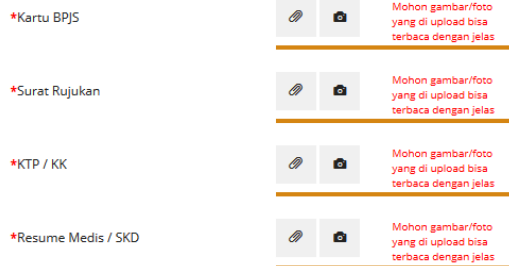 *Kartu BPJS
Mohon gambar/foto
yang di upload bisa
terbaca dengan jelas
*Surat Rujukan
Mohon gambar/foto
yang di upload bisa
terbaca dengan jelas
*KTP / KK
Mohon gambar/foto
yang di upload bisa
terbaca dengan jelas
*Resume Medis / SKD
Mohon gambar/foto
yang di upload bisa
terbaca dengan jelas